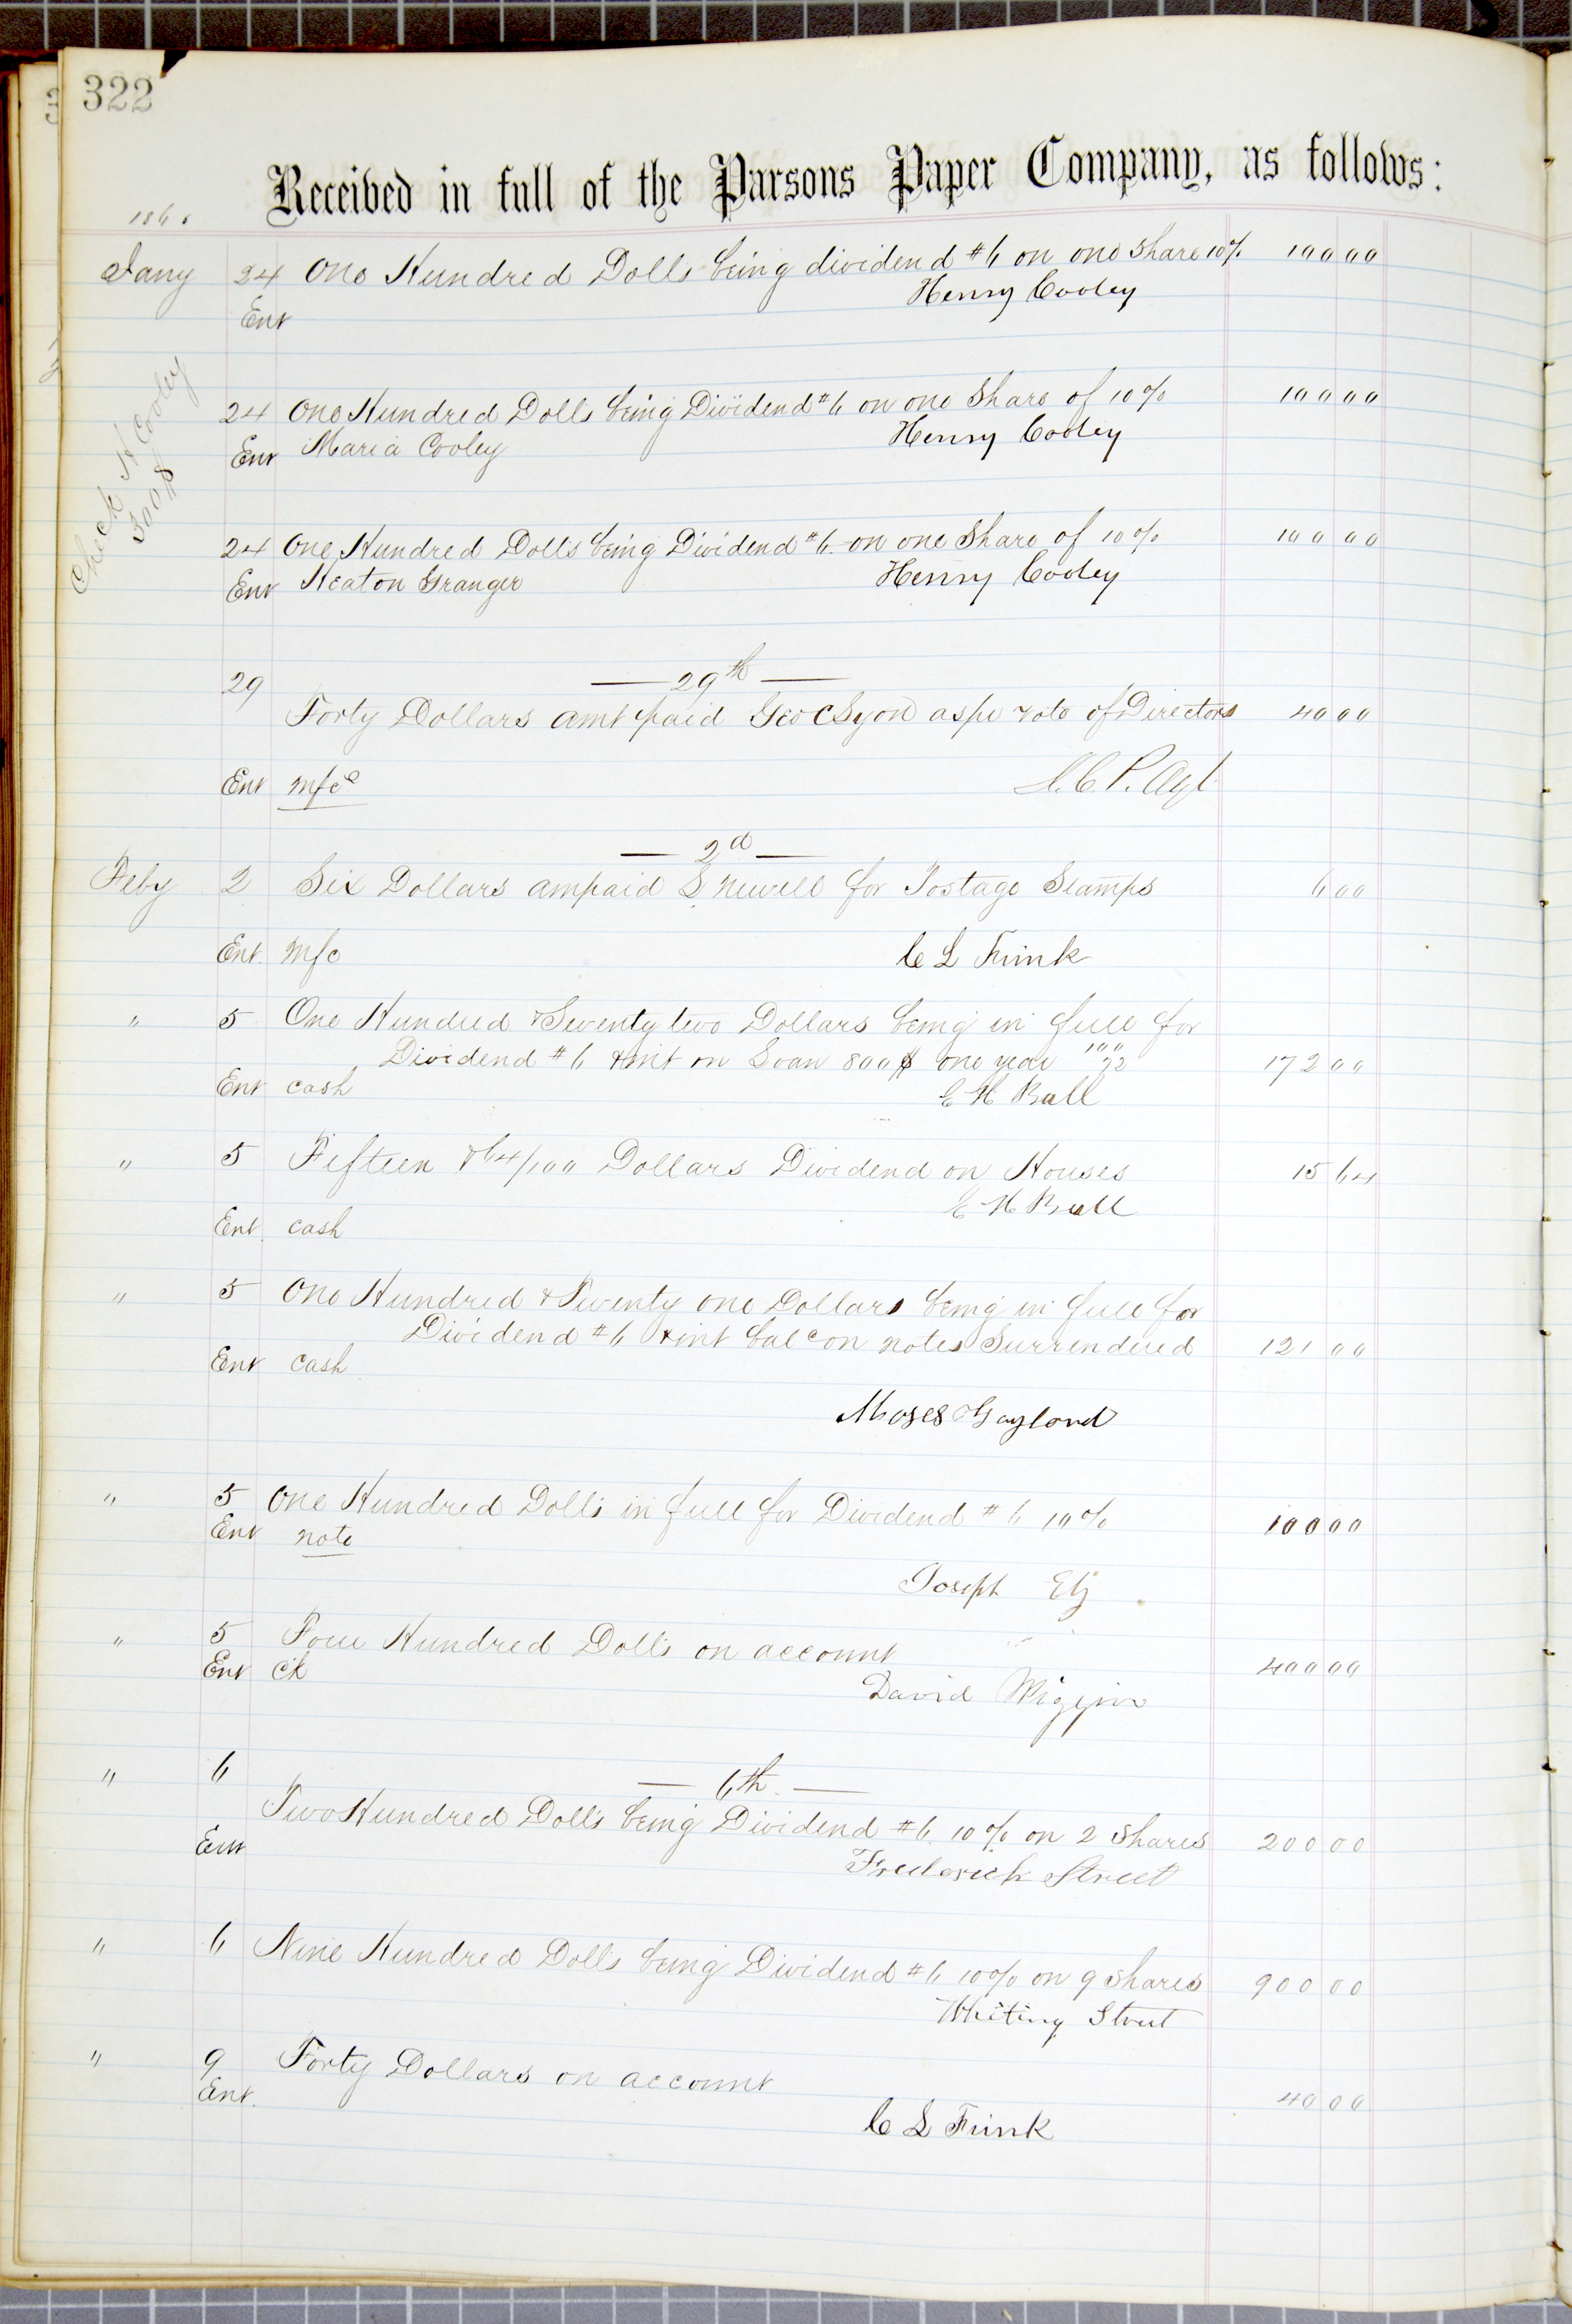 322
Received in full of the Parsons Paper Company, as follows:
186
Jany 24 One Hundred Dolls being dividend #6 on one Share 10% 100 00
Henry Cooley
Ent
Check H Cooley
300$
24 One Hundred Dolls being Dividend #6 on one Share of 10% 100 00
Henry Cooley
Ent Maria Cooley
24 One Hundred Dolls being Dividend #6 on one Share of 10% 100 00
Henry Cooley
Ent Heaton Granger
29 — 29th —
Forty Dollars amt paid Geo C Lyon as pr vote of Directors 40 00
Ent mfc
Agt
— 2d —
Feby 2 Six Dollars am paid S Newell for Postage Stamps 6 00
Ent. mfc C L Frink
" 5 One Hundred & Seventy two Dollars being in full for
Dividend #6 & int on Loan 800$ one year 100 72 172 00
Ent cash
E H Ball
" 5 Fifteen & 64/100 Dollars Dividend on Houses 15 64
E H Ball
Ent. cash
" 5 One Hundred & Twenty one Dollars being in full for
Dividend #6 & int balc on notes Surrendered 121 00
Ent cash
Moses Gaylord
" 5 One Hundred Dolls in full for Dividend #6 10% 100 00
Ent note
Joseph Ely
" 5 Four Hundred Dolls on account 400 00
Ent ck
David Wiggin
" 6 — 6th —
Two Hundred Dolls being Dividend #6 10% on 2 Shares 200 00
Ent
Frederick Street
" 6 Nine Hundred Dolls being Dividend #6 10% on 9 Shares 900 00
Whiting Street
" 9 Forty Dollars on account 40 00
Ent.
C L Frink